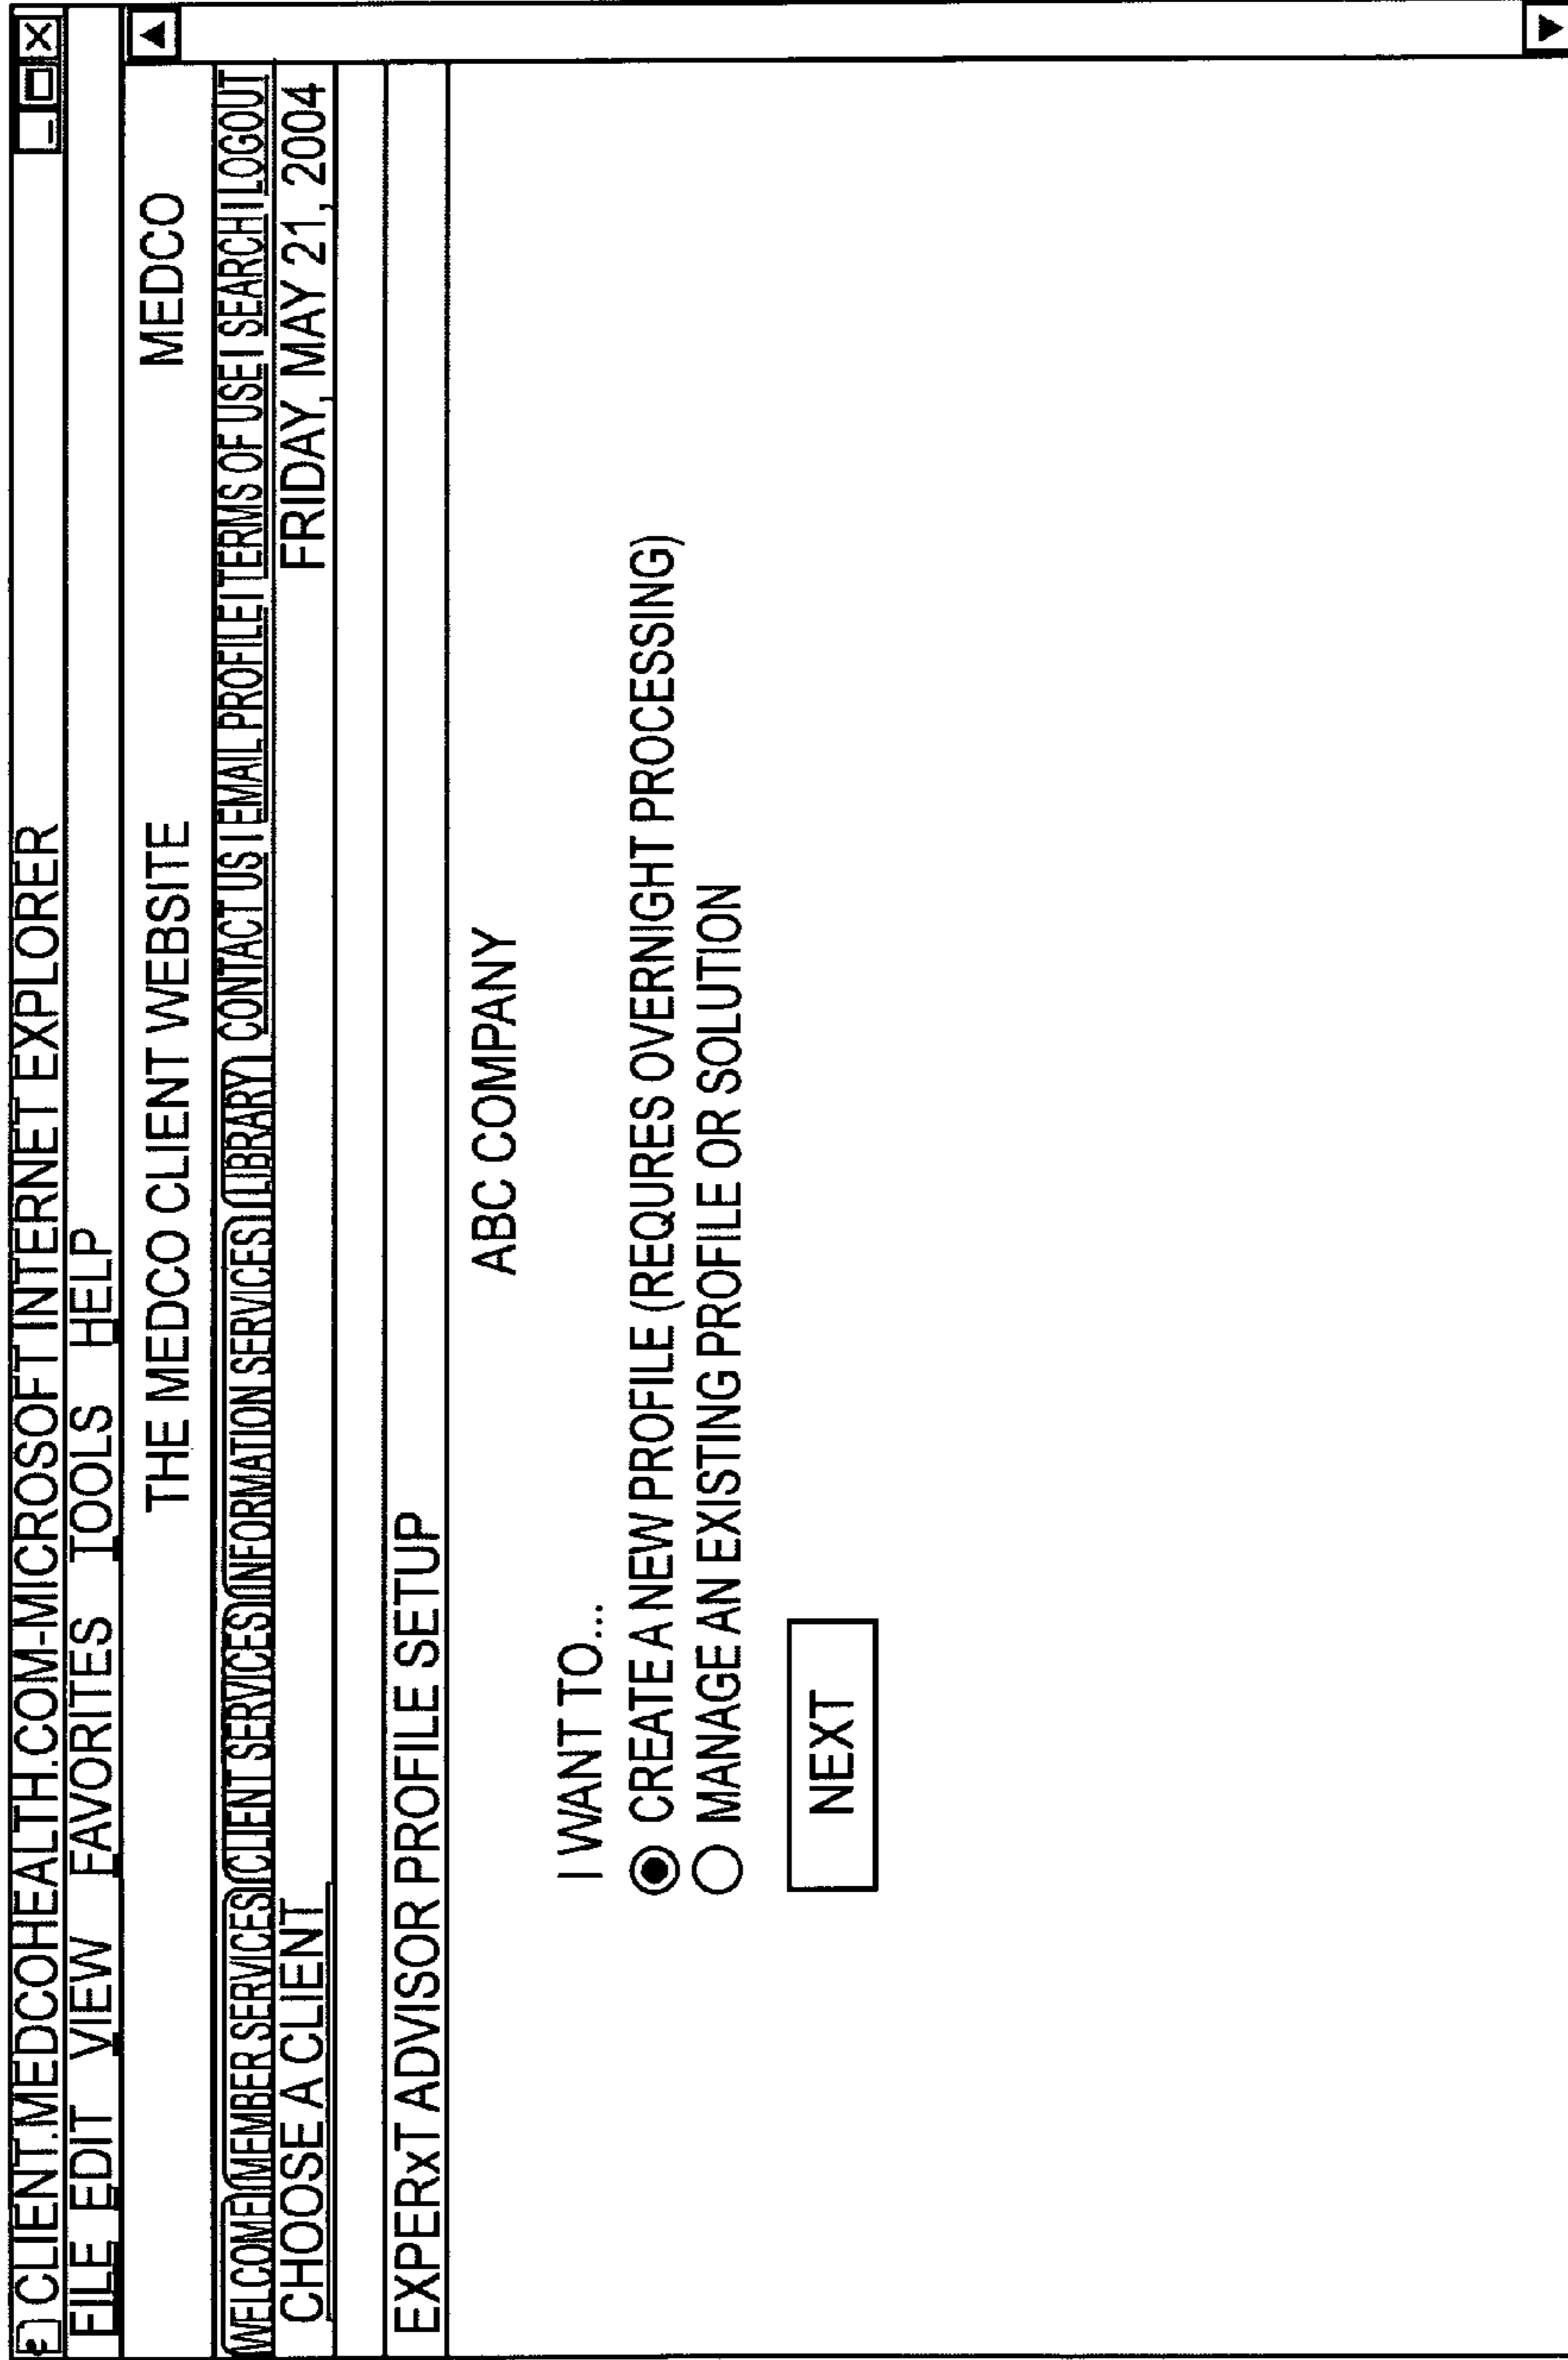 CLIENT.MEDCOHEALTH.COM-MICROSOFT INTERNET EXPLORER
FILE EDIT VIEW FAVORITES TOOLS HELP
THE MEDCO CLIENT WEBSITE MEDCO
WELCOME MEMBER SERVICES CLIENT SERVICES INFORMATION SERVICES LIBRARY CONTACT US | EMAIL PROFILE | TERMS OF USE | SEARCH | LOGOUT
CHOOSE A CLIENT FRIDAY, MAY 21, 2004
EXPERxT ADVISOR PROFILE SETUP
ABC COMPANY
I WANT TO...
CREATE A NEW PROFILE (REQURES OVERNIGHT PROCESSING)
MANAGE AN EXISTING PROFILE OR SOLUTION
NEXT